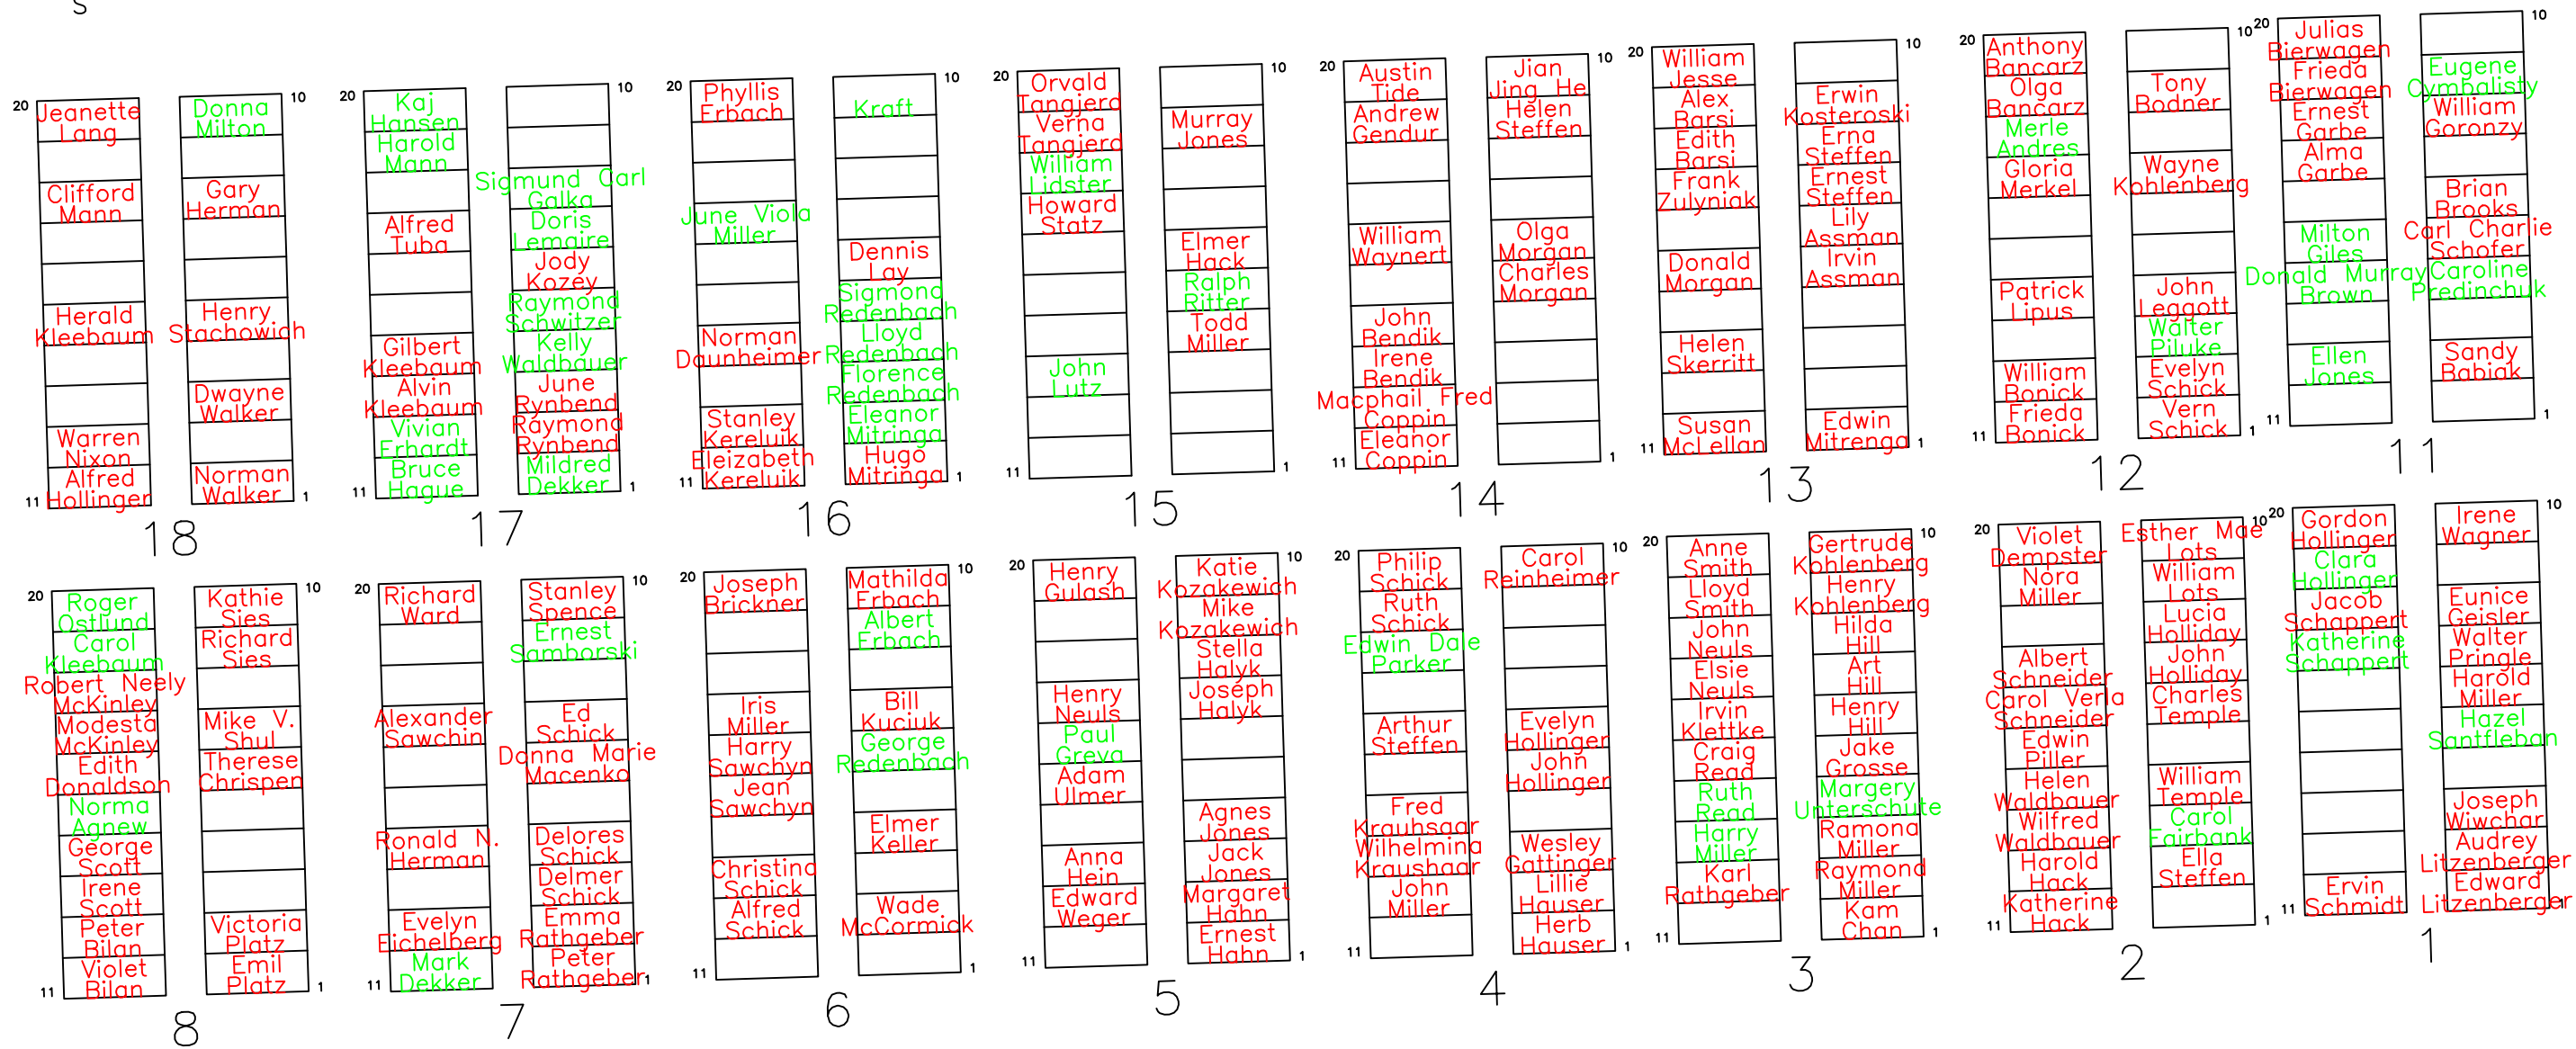 S
18
20
Jeanette
Lang
Clifford
Mann
Herald
Kleebaum
Warren
Nixon
Alfred
Hollinger
11
10
Donna
Milton
Gary
Herman
Henry
Stachowich
Dwayne
Walker
Norman
Walker
1
17
20
Kaj
Hansen
Harold
Mann
Alfred
Tuba
Gilbert
Kleebaum
Alvin
Kleebaum
Vivian
Erhardt
Bruce
Hague
11
10
Sigmund Carl
Galka
Doris
Lemaire
Jody
Kozey
Raymond
Schwitzer
Kelly
Waldbauer
June
Rynbend
Raymond
Rynbend
Mildred
Dekker
1
16
20
Phyllis
Erbach
June Viola
Miller
Norman
Daunheimer
Stanley
Kereluik
Eleizabeth
Kereluik
11
10
Kraft
Dennis
Lay
Sigmond
Redenbach
Lloyd
Redenbach
Florence
Redenbach
Eleanor
Mitringa
Hugo
Mitringa
1
15
20
Orvald
Tangjerd
Verna
Tangjerd
William
Lidster
Howard
Statz
John
Lutz
11
10
Murray
Jones
Elmer
Hack
Ralph
Ritter
Todd
Miller
1
14
20
Austin
Tide
Andrew
Gendur
William
Waynert
John
Bendik
Irene
Bendik
Macphail Fred
Coppin
Eleanor
Coppin
11
10
Jian
Jing He
Helen
Steffen
Olga
Morgan
Charles
Morgan
1
13
20
William
Jesse
Alex
Barsi
Edith
Barsi
Frank
Zulyniak
Donald
Morgan
Helen
Skerritt
Susan
McLellan
11
10
Erwin
Kosteroski
Erna
Steffen
Ernest
Steffen
Lily
Assman
Irvin
Assman
Edwin
Mitrenga
1
12
20
Anthony
Bancarz
Olga
Bancarz
Merle
Andres
Gloria
Merkel
Patrick
Lipus
William
Bonick
Frieda
Bonick
11
10
Tony
Bodner
Wayne
Kohlenberg
John
Leggott
Walter
Piluke
Evelyn
Schick
Vern
Schick
1
11
20
Julias
Bierwagen
Frieda
Bierwagen
Ernest
Garbe
Alma
Garbe
Milton
Giles
Donald Murray
Brown
Ellen
Jones
11
10
Eugene
Cymbalisty
William
Goronzy
Brian
Brooks
Carl Charlie
Schofer
Caroline
Predinchuk
Sandy
Babiak
1
8
20
Roger
Ostlund
Carol
Kleebaum
Robert Neely
McKinley
Modesta
McKinley
Edith
Donaldson
Norma
Agnew
George
Scott
Irene
Scott
Peter
Bilan
Violet
Bilan
11
10
Kathie
Sies
Richard
Sies
Mike V.
Shul
Therese
Chrispen
Victoria
Platz
Emil
Platz
1
7
20
Richard
Ward
Alexander
Sawchin
Ronald N.
Herman
Evelyn
Eichelberg
Mark
Dekker
11
10
Stanley
Spence
Ernest
Samborski
Ed
Schick
Donna Marie
Macenko
Delores
Schick
Delmer
Schick
Emma
Rathgeber
Peter
Rathgeber
1
6
20
Joseph
Brickner
Iris
Miller
Harry
Sawchyn
Jean
Sawchyn
Christina
Schick
Alfred
Schick
11
10
Mathilda
Erbach
Albert
Erbach
Bill
Kuciuk
George
Redenbach
Elmer
Keller
Wade
McCormick
1
5
20
Henry
Gulash
Henry
Neuls
Paul
Greva
Adam
Ulmer
Anna
Hein
Edward
Weger
11
10
Katie
Kozakewich
Mike
Kozakewich
Stella
Halyk
Joseph
Halyk
Agnes
Jones
Jack
Jones
Margaret
Hahn
Ernest
Hahn
1
4
20
Philip
Schick
Ruth
Schick
Edwin Dale
Parker
Arthur
Steffen
Fred
Krauhsaar
Wilhelmina
Kraushaar
John
Miller
11
10
Carol
Reinheimer
Evelyn
Hollinger
John
Hollinger
Wesley
Gattinger
Lillie
Hauser
Herb
Hauser
1
3
20
Anne
Smith
Lloyd
Smith
John
Neuls
Elsie
Neuls
Irvin
Klettke
Craig
Read
Ruth
Read
Harry
Miller
Karl
Rathgeber
11
10
Gertrude
Kohlenberg
Henry
Kohlenberg
Hilda
Hill
Art
Hill
Henry
Hill
Jake
Grosse
Margery
Unterschute
Ramona
Miller
Raymond
Miller
Kam
Chan
1
2
20
Violet
Dempster
Nora
Miller
Albert
Schneider
Carol Verla
Schneider
Edwin
Piller
Helen
Waldbauer
Wilfred
Waldbauer
Harold
Hack
Katherine
Hack
11
10
Esther Mae
Lots
William
Lots
Lucia
Holliday
John
Holliday
Charles
Temple
William
Temple
Carol
Fairbank
Ella
Steffen
1
1
20
Gordon
Hollinger
Clara
Hollinger
Jacob
Schappert
Katherine
Schappert
Ervin
Schmidt
11
10
Irene
Wagner
Eunice
Geisler
Walter
Pringle
Harold
Miller
Hazel
Santfleban
Joseph
Wiwchar
Audrey
Litzenberger
Edward
Litzenberger
1